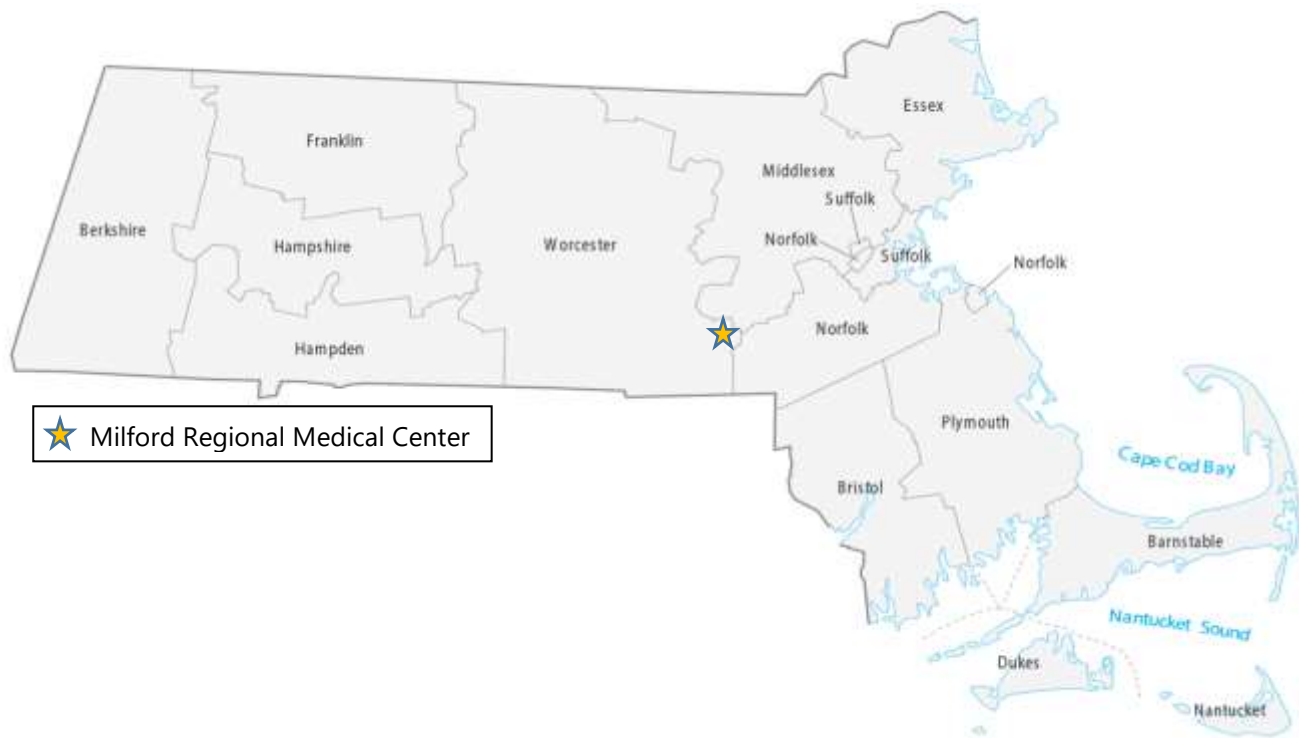 Essex
Franklin
Middlesex
Suffolk
Berkshire
Hampshire
Worcester
Norfolk
Suffolk
Norfolk
Norfolk
Hampden
Milford Regional Medical Center
Plymouth
Cape Cod Bay
Bristol
Barnstable
Nantucket Sound
Dukes
Nantucket